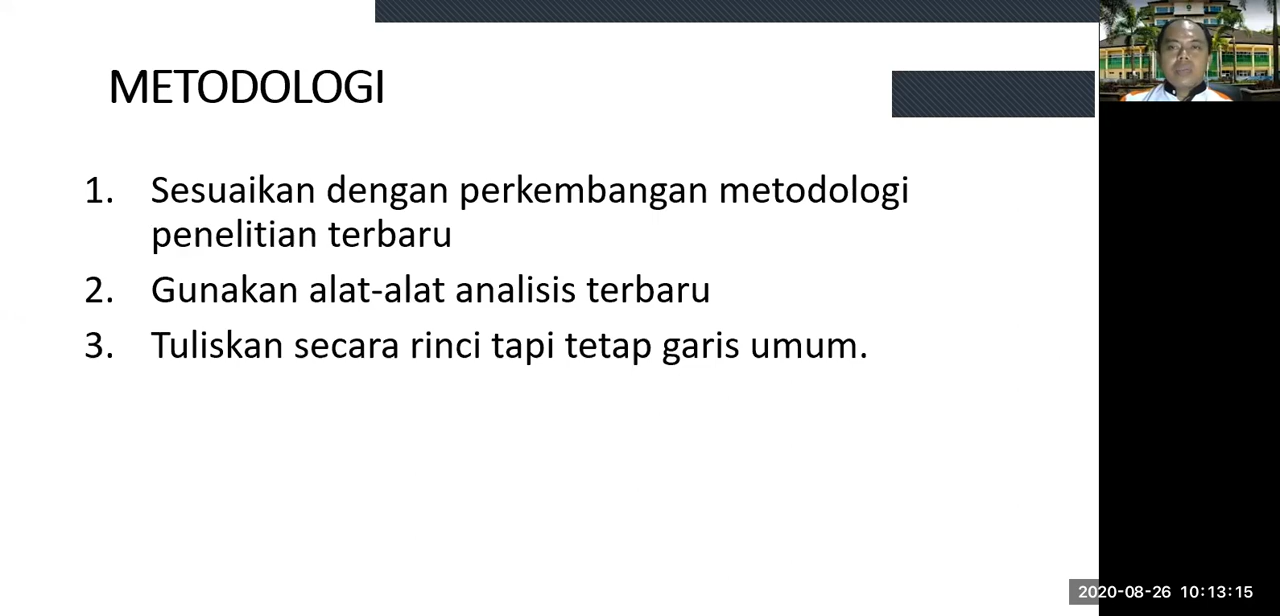 METODOLOGI
1. Sesuaikan dengan perkembangan metodologi
penelitian terbaru
2. Gunakan alat-alat analisis terbaru
3. Tuliskan secara rinci tapi tetap garis umum.
2020-08-26 10:13:15